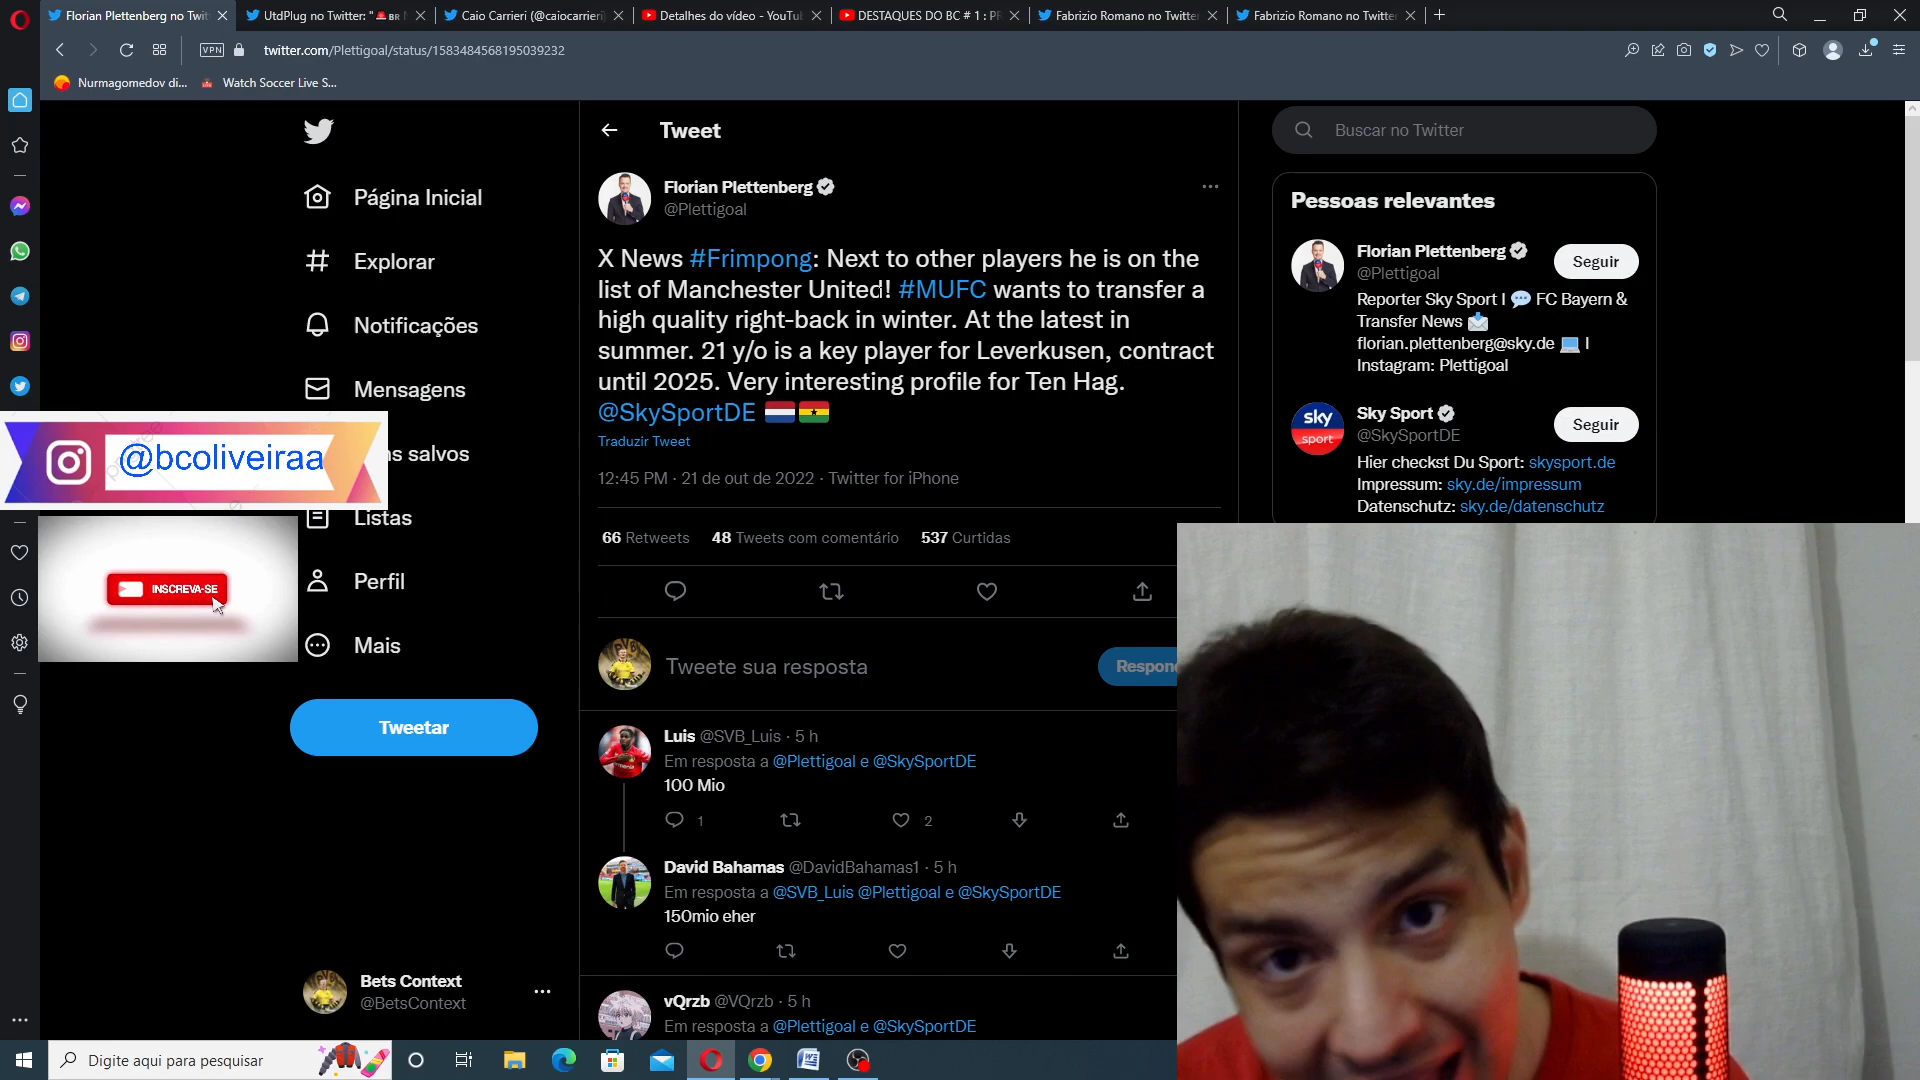 Florian Plettenberg no Twit
UtdPlug no Twitter: "🚨 BR
Caio Carrieri (@caiocarrieri)
Detalhes do vídeo - YouTu
DESTAQUES DO BC # 1 : PR
Fabrizio Romano no Twitte
Fabrizio Romano no Twitte
VPN
twitter.com/Plettigoal/status/1583484568195039232
Nurmagomedov di...
Watch Soccer Live S...
Página Inicial
Explorar
Notificações
Mensagens
ns salvos
Listas
Perfil
Mais
Tweetar
Bets Context
@BetsContext
@bcoliveiraa
INSCREVA-SE
Tweet
Florian Plettenberg
@Plettigoal
X News #Frimpong: Next to other players he is on the
list of Manchester United! #MUFC wants to transfer a
high quality right-back in winter. At the latest in
summer. 21 y/o is a key player for Leverkusen, contract
until 2025. Very interesting profile for Ten Hag.
@SkySportDE 🇳🇱🇬🇭
Traduzir Tweet
12:45 PM · 21 de out de 2022 · Twitter for iPhone
66 Retweets 48 Tweets com comentário 537 Curtidas
Tweete sua resposta
Respond
Luis @SVB_Luis · 5 h
Em resposta a @Plettigoal e @SkySportDE
100 Mio
1 2
David Bahamas @DavidBahamas1 · 5 h
Em resposta a @SVB_Luis @Plettigoal e @SkySportDE
150mio eher
vQrzb @VQrzb · 5 h
Em resposta a @Plettigoal e @SkySportDE
Buscar no Twitter
Pessoas relevantes
Florian Plettenberg
@Plettigoal
Seguir
Reporter Sky Sport I 💬 FC Bayern &
Transfer News 📩
florian.plettenberg@sky.de 💻 I
Instagram: Plettigoal
sky
sport
Sky Sport
@SkySportDE
Seguir
Hier checkst Du Sport: skysport.de
Impressum: sky.de/impressum
Datenschutz: sky.de/datenschutz
Digite aqui para pesquisar